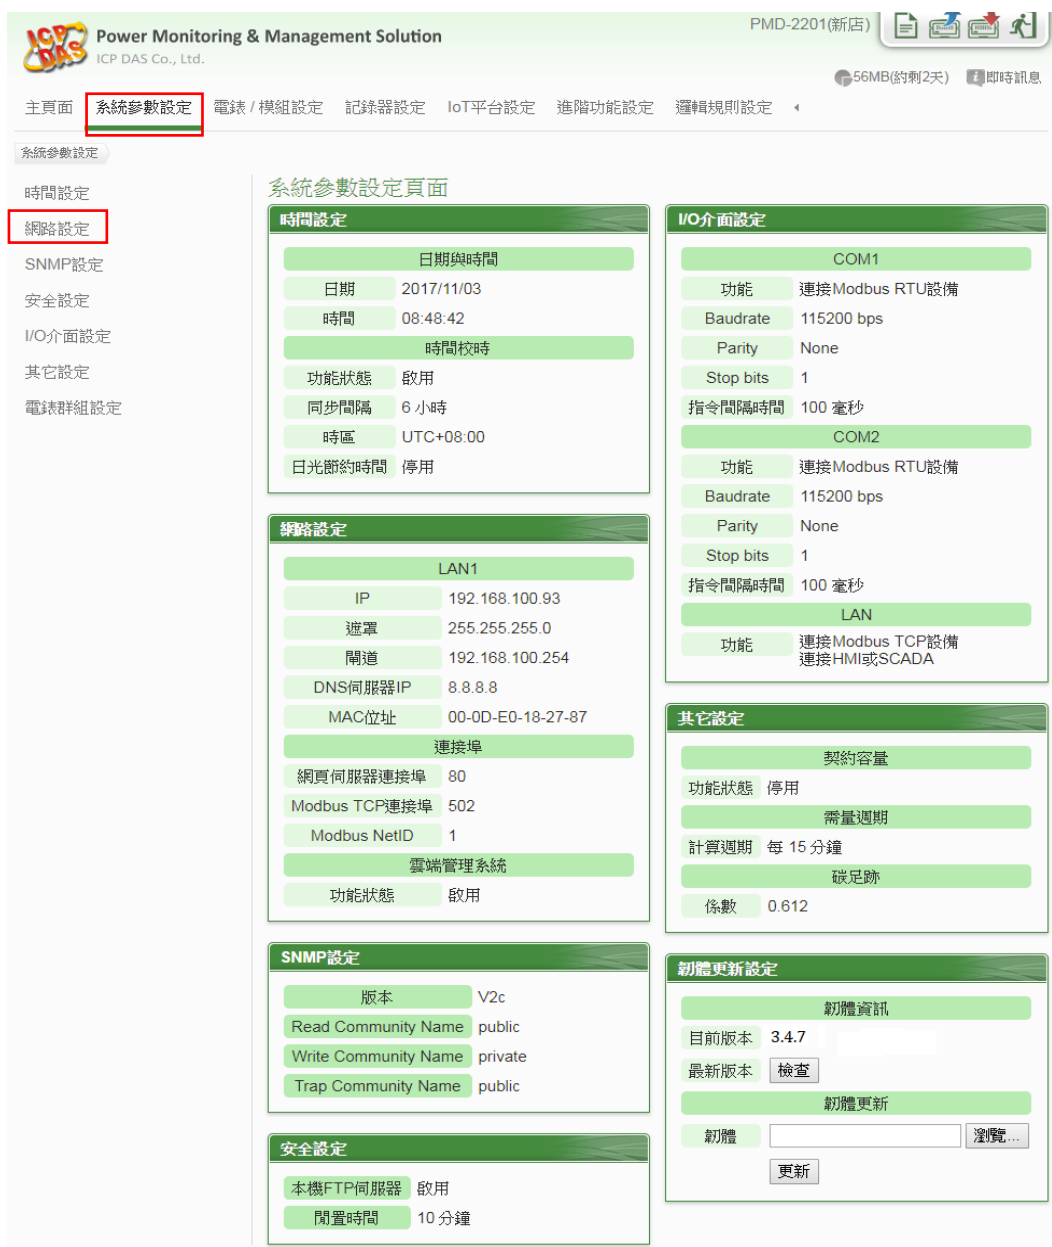 ICP DAS
Power Monitoring & Management Solution
ICP DAS Co., Ltd.
PMD-2201(新店)
56MB(約剩2天) 即時訊息
主頁面 系統參數設定 電錶 / 模組設定 記錄器設定 IoT平台設定 進階功能設定 邏輯規則設定
系統參數設定
時間設定
網路設定
SNMP設定
安全設定
I/O介面設定
其它設定
電錶群組設定
系統參數設定頁面
時間設定
日期與時間
日期 2017/11/03
時間 08:48:42
時間校時
功能狀態 啟用
同步間隔 6 小時
時區 UTC+08:00
日光節約時間 停用
網路設定
LAN1
IP 192.168.100.93
遮罩 255.255.255.0
閘道 192.168.100.254
DNS伺服器IP 8.8.8.8
MAC位址 00-0D-E0-18-27-87
連接埠
網頁伺服器連接埠 80
Modbus TCP連接埠 502
Modbus NetID 1
雲端管理系統
功能狀態 啟用
SNMP設定
版本 V2c
Read Community Name public
Write Community Name private
Trap Community Name public
安全設定
本機FTP伺服器 啟用
閒置時間 10 分鐘
I/O介面設定
COM1
功能 連接Modbus RTU設備
Baudrate 115200 bps
Parity None
Stop bits 1
指令間隔時間 100 毫秒
COM2
功能 連接Modbus RTU設備
Baudrate 115200 bps
Parity None
Stop bits 1
指令間隔時間 100 毫秒
LAN
功能 連接Modbus TCP設備
連接HMI或SCADA
其它設定
契約容量
功能狀態 停用
需量週期
計算週期 每 15 分鐘
碳足跡
係數 0.612
韌體更新設定
韌體資訊
目前版本 3.4.7
最新版本 檢查
韌體更新
韌體 瀏覽...
更新